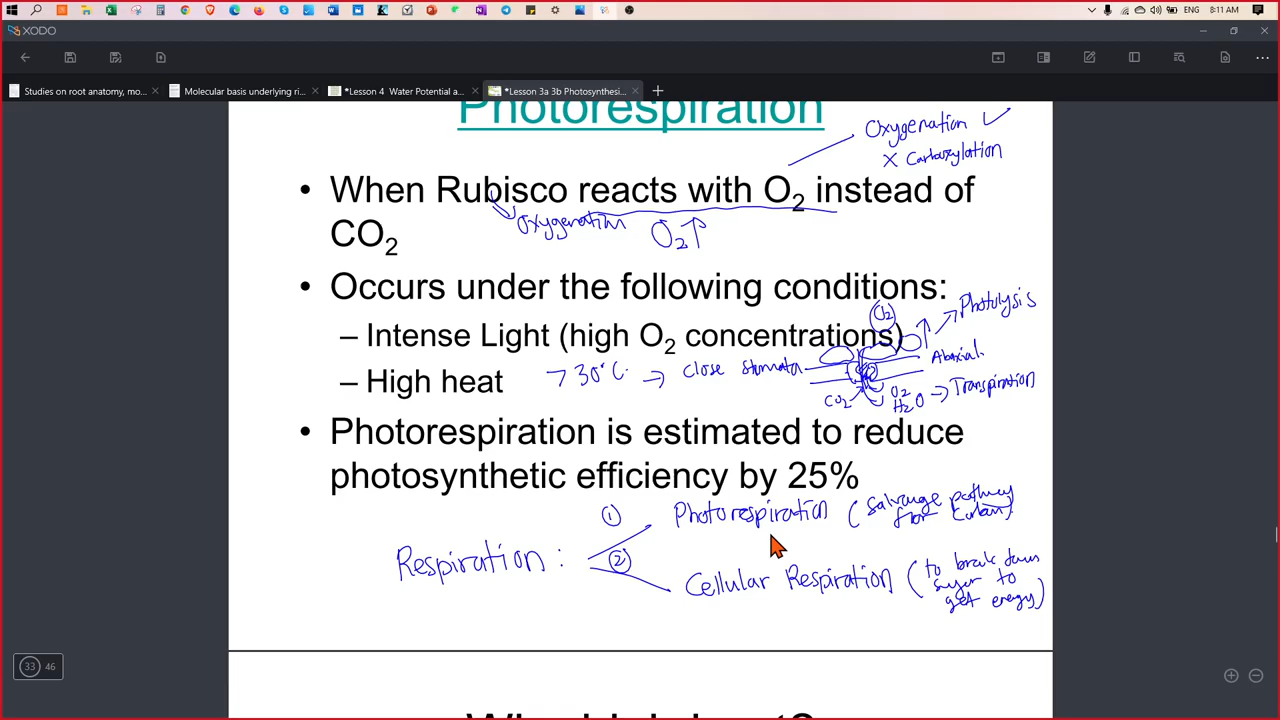 ENG
8:11 AM
XODO
Studies on root anatomy, mo...
Molecular basis underlying ri...
*Lesson 4 Water Potential a...
*Lesson 3a 3b Photosynthesi...
Photorespiration
Oxygenation
X Carboxylation
• When Rubisco reacts with O2 instead of
Oxygenation O2↑
CO2
• Occurs under the following conditions:
O2
Photolysis
– Intense Light (high O2 concentrations)
Abaxial
– High heat
> 30°C → close stomata
CO2
O2
H2O → Transpiration
• Photorespiration is estimated to reduce
photosynthetic efficiency by 25%
① Photorespiration (Salvange pathway
for Carbon)
Respiration :
② Cellular Respiration (to break down
sugar to
get energy)
33 46